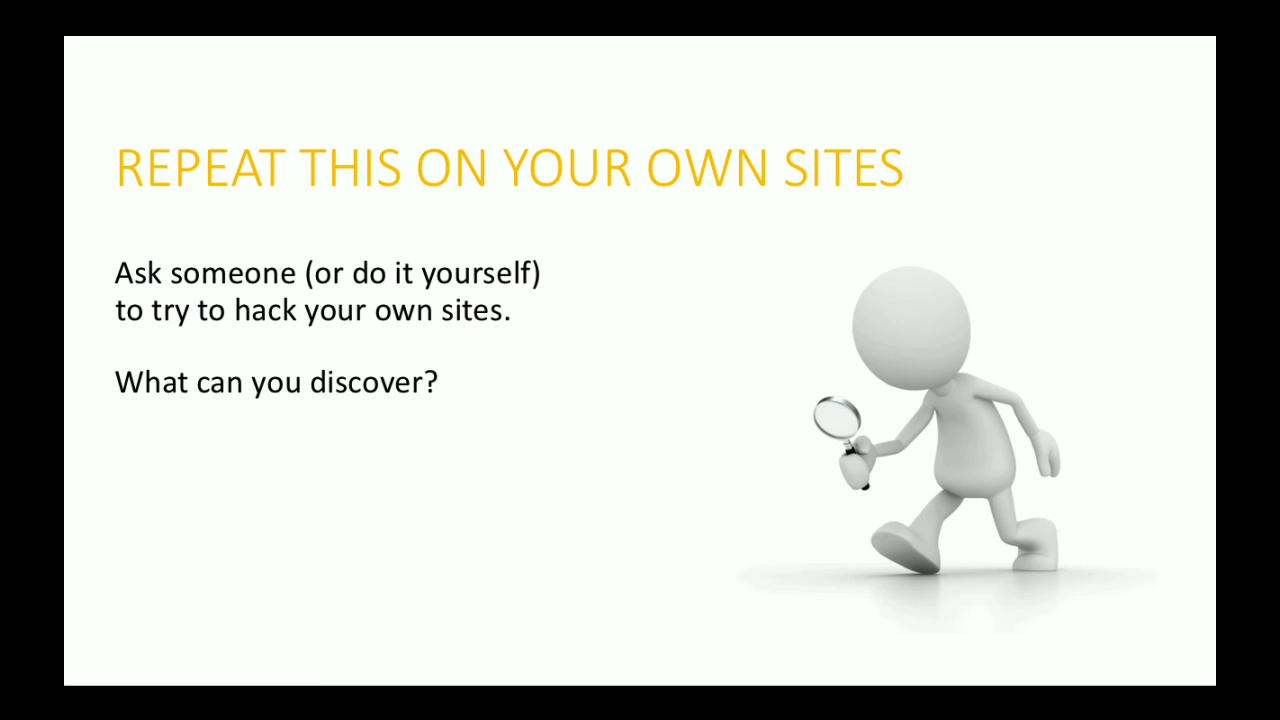 REPEAT THIS ON YOUR OWN SITES
Ask someone (or do it yourself)
to try to hack your own sites.
What can you discover?